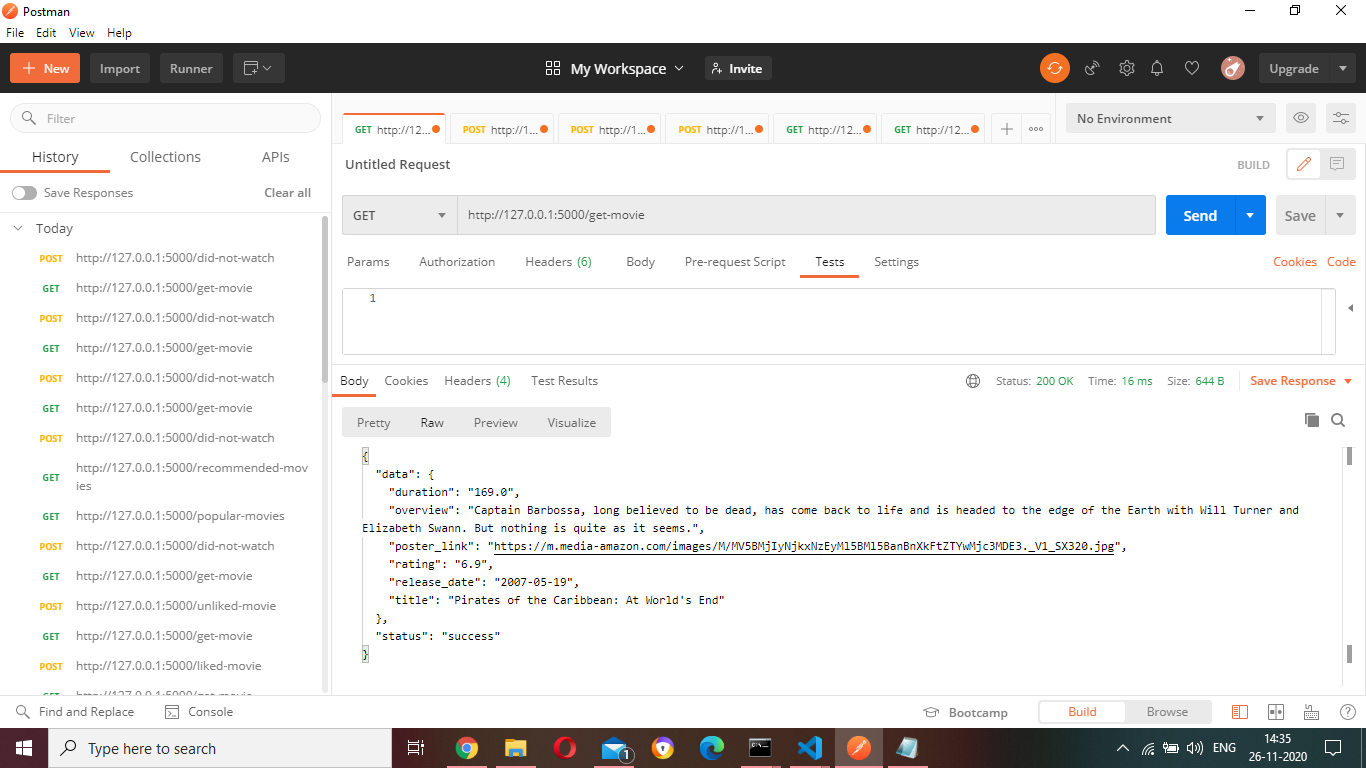 Postman
File Edit View Help
New Import Runner My Workspace Invite Upgrade
Filter
History Collections APIs
Save Responses Clear all
Today
POST http://127.0.0.1:5000/did-not-watch
GET http://127.0.0.1:5000/get-movie
POST http://127.0.0.1:5000/did-not-watch
GET http://127.0.0.1:5000/get-movie
POST http://127.0.0.1:5000/did-not-watch
GET http://127.0.0.1:5000/get-movie
POST http://127.0.0.1:5000/did-not-watch
GET http://127.0.0.1:5000/recommended-mov
ies
GET http://127.0.0.1:5000/popular-movies
POST http://127.0.0.1:5000/did-not-watch
GET http://127.0.0.1:5000/get-movie
POST http://127.0.0.1:5000/unliked-movie
GET http://127.0.0.1:5000/get-movie
POST http://127.0.0.1:5000/liked-movie
GET http://127.0.0.1:5000/get-movie
GET http://12... POST http://1... POST http://1... POST http://1... GET http://12... GET http://12... No Environment
Untitled Request BUILD
GET http://127.0.0.1:5000/get-movie Send Save
Params Authorization Headers (6) Body Pre-request Script Tests Settings Cookies Code
1
Body Cookies Headers (4) Test Results Status: 200 OK Time: 16 ms Size: 644 B Save Response
Pretty Raw Preview Visualize
{
"data": {
"duration": "169.0",
"overview": "Captain Barbossa, long believed to be dead, has come back to life and is headed to the edge of the Earth with Will Turner and
Elizabeth Swann. But nothing is quite as it seems.",
"poster_link": "https://m.media-amazon.com/images/M/MV5BMjIyNjkxNzEyMl5BMl5BanBnXkFtZTYwMjc3MDE3._V1_SX320.jpg",
"rating": "6.9",
"release_date": "2007-05-19",
"title": "Pirates of the Caribbean: At World's End"
},
"status": "success"
}
Find and Replace Console Bootcamp Build Browse
Type here to search 1 ENG 14:35
26-11-2020